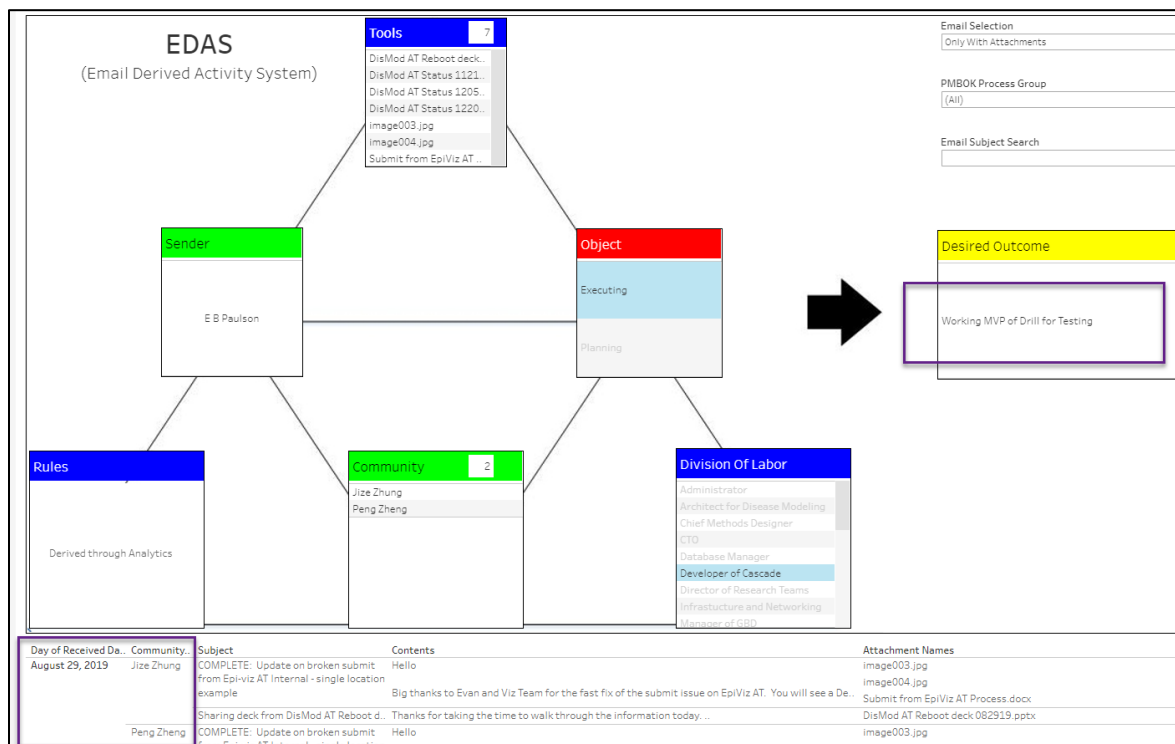 EDAS
(Email Derived Activity System)
Tools 7
DisMod AT Reboot deck..
DisMod AT Status 1121..
DisMod AT Status 1205..
DisMod AT Status 1220..
image003.jpg
image004.jpg
Submit from EpiViz AT ..
Email Selection
Only With Attachments
PMBOK Process Group
(All)
Email Subject Search
Sender
E B Paulson
Object
Executing
Planning
Desired Outcome
Working MVP of Drill for Testing
Rules
Derived through Analytics
Community 2
Jize Zhung
Peng Zheng
Division Of Labor
Administrator
Architect for Disease Modeling
Chief Methods Designer
CTO
Database Manager
Developer of Cascade
Director of Research Teams
Infrastucture and Networking
Manager of GBD
Day of Received Da.. Community.. Subject Contents Attachment Names
August 29, 2019 Jize Zhung COMPLETE: Update on broken submit Hello image003.jpg
from Epi-viz AT Internal - single location image004.jpg
example Big thanks to Evan and Viz Team for the fast fix of the submit issue on EpiViz AT. You will see a De.. Submit from EpiViz AT Process.docx
Sharing deck from DisMod AT Reboot d.. Thanks for taking the time to walk through the information today. .. DisMod AT Reboot deck 082919.pptx
Peng Zheng COMPLETE: Update on broken submit Hello image003.jpg